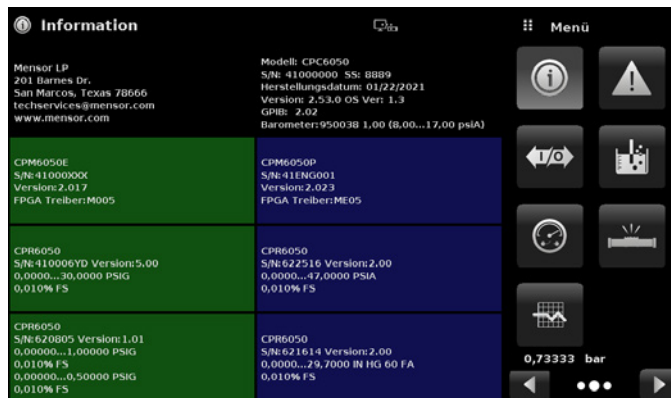 Information
Menü
Mensor LP
201 Barnes Dr.
San Marcos, Texas 78666
techservices@mensor.com
www.mensor.com
Modell: CPC6050
S/N: 41000000 SS: 8889
Herstellungsdatum: 01/22/2021
Version: 2.53.0 OS Ver: 1.3
GPIB: 2.02
Barometer:950038 1,00 (8,00...17,00 psiA)
CPM6050E
S/N:41000XXX
Version:2.017
FPGA Treiber:M005
CPM6050P
S/N:41ENG001
Version:2.023
FPGA Treiber:ME05
CPR6050
S/N:410006YD Version:5.00
0,0000...30,0000 PSIG
0,010% FS
CPR6050
S/N:622516 Version:2.00
0,0000...47,0000 PSIA
0,010% FS
CPR6050
S/N:620805 Version:1.01
0,00000...1,00000 PSIG
0,010% FS
0,00000...0,50000 PSIG
0,010% FS
CPR6050
S/N:621614 Version:2.00
0,0000...29,7000 IN HG 60 FA
0,010% FS
I/O
0,73333 bar